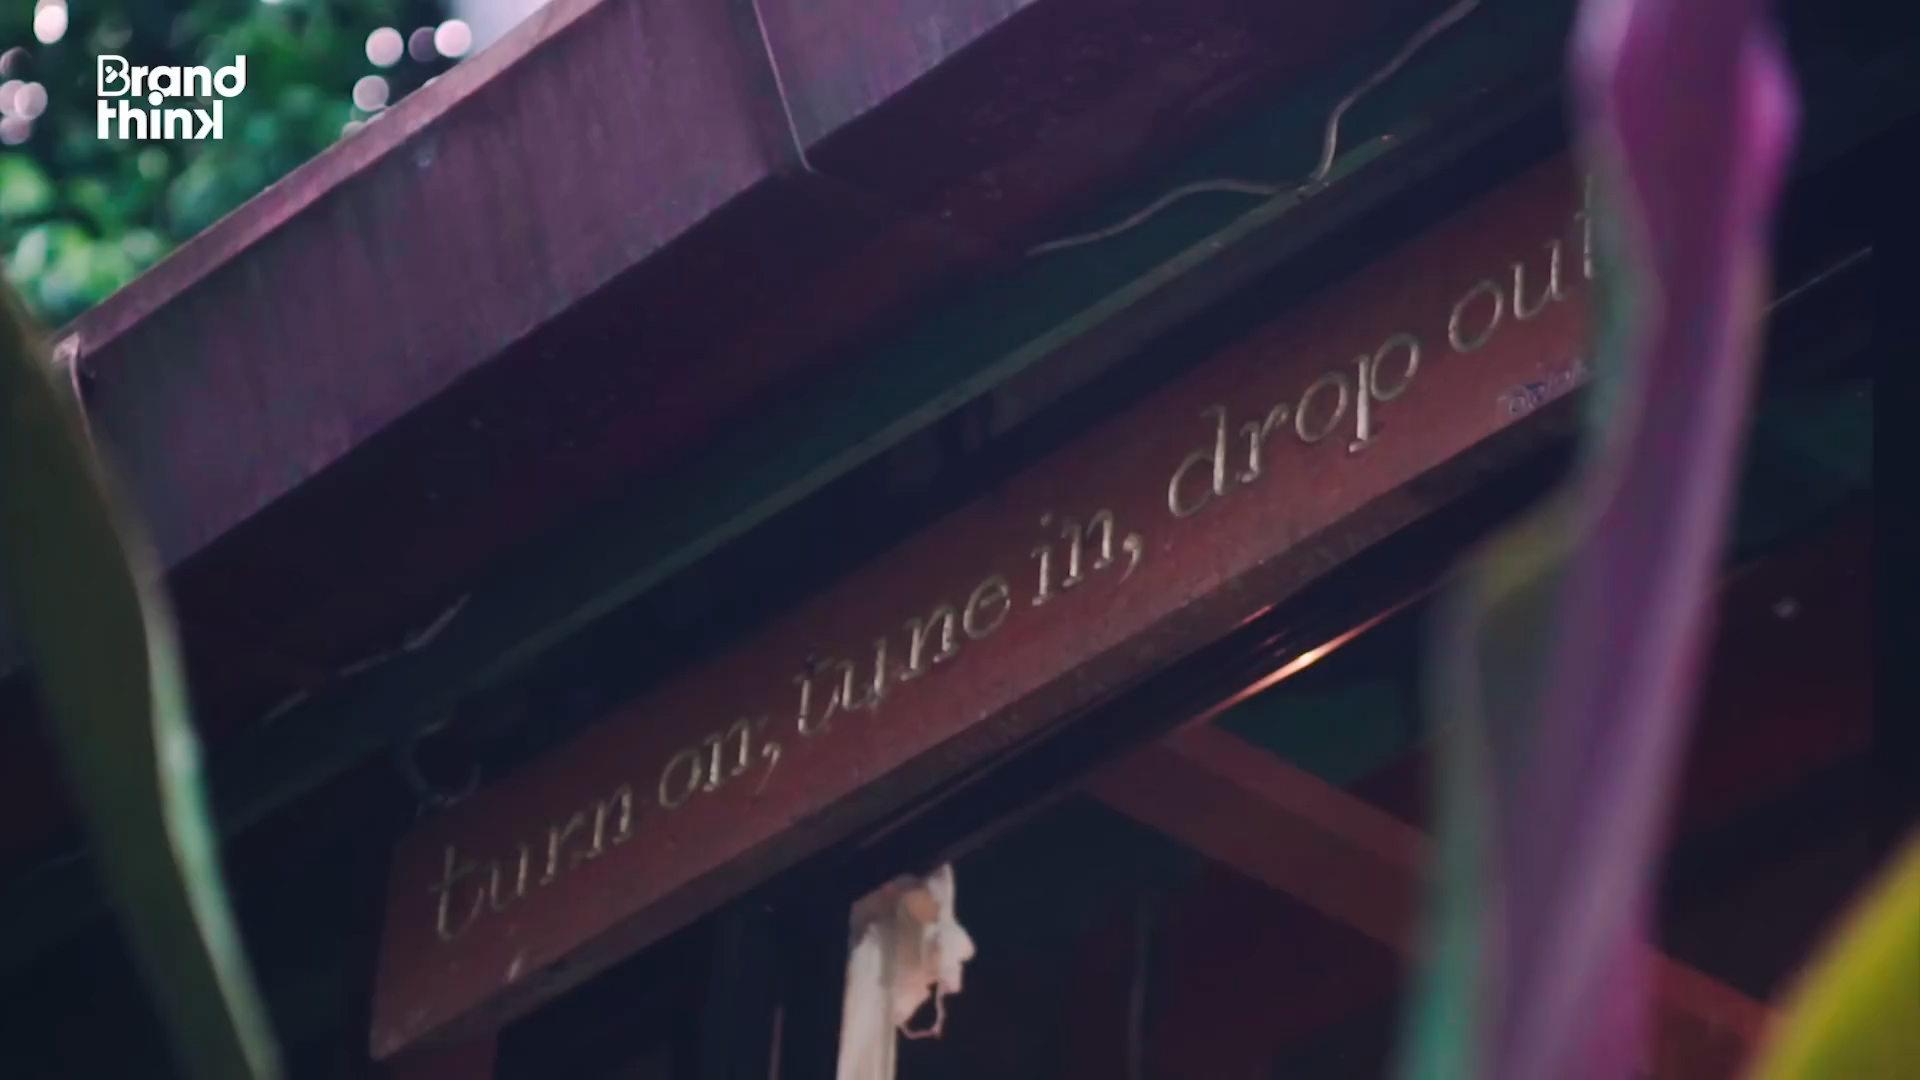 Brand
think
turn on, tune in, drop out